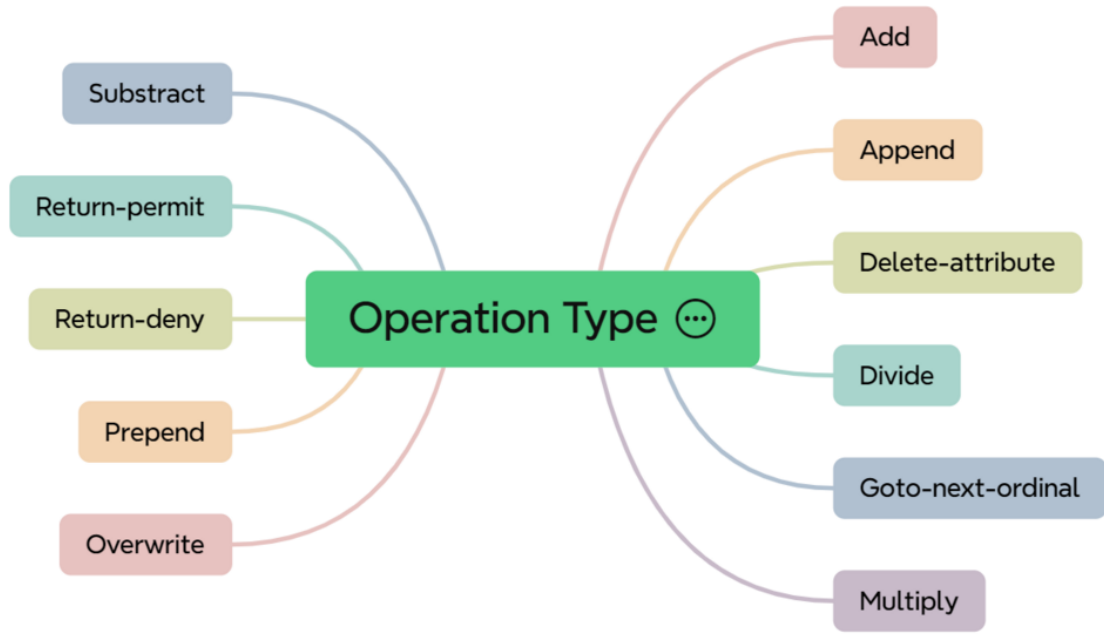 Operation Type
Add
Append
Delete-attribute
Divide
Goto-next-ordinal
Multiply
Substract
Return-permit
Return-deny
Prepend
Overwrite